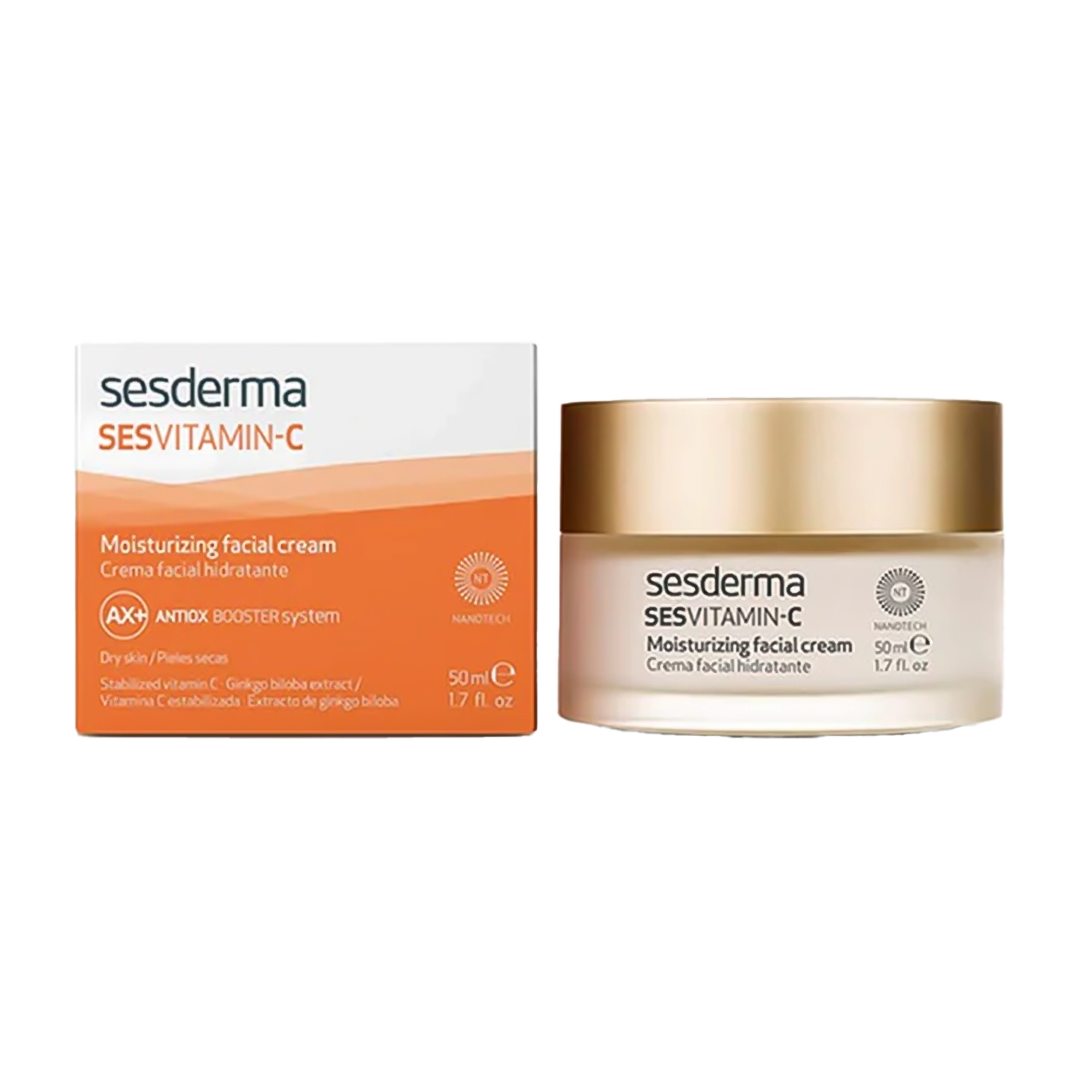 sesderma
SESVITAMIN-C
Moisturizing facial cream
Crema facial hidratante
AX+ ANTIOX BOOSTER system
NT
NANOTECH
Dry skin / Pieles secas
Stabilized vitamin C · Ginkgo biloba extract /
Vitamina C estabilizada · Extracto de ginkgo biloba
50 ml ℮
1.7 fl. oz
sesderma
SESVITAMIN-C
Moisturizing facial cream
Crema facial hidratante
NT
NANOTECH
50 ml ℮
1.7 fl. oz